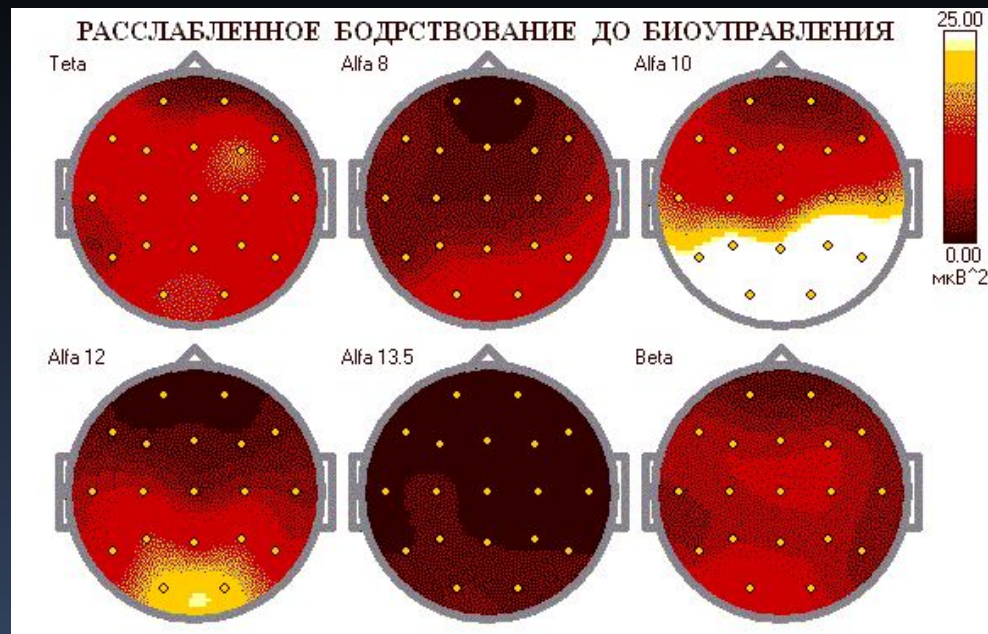 РАССЛАБЛЕННОЕ БОДРСТВОВАНИЕ ДО БИОУПРАВЛЕНИЯ
25.00
Teta
Alfa 8
Alfa 10
0.00
мкВ^2
Alfa 12
Alfa 13.5
Beta